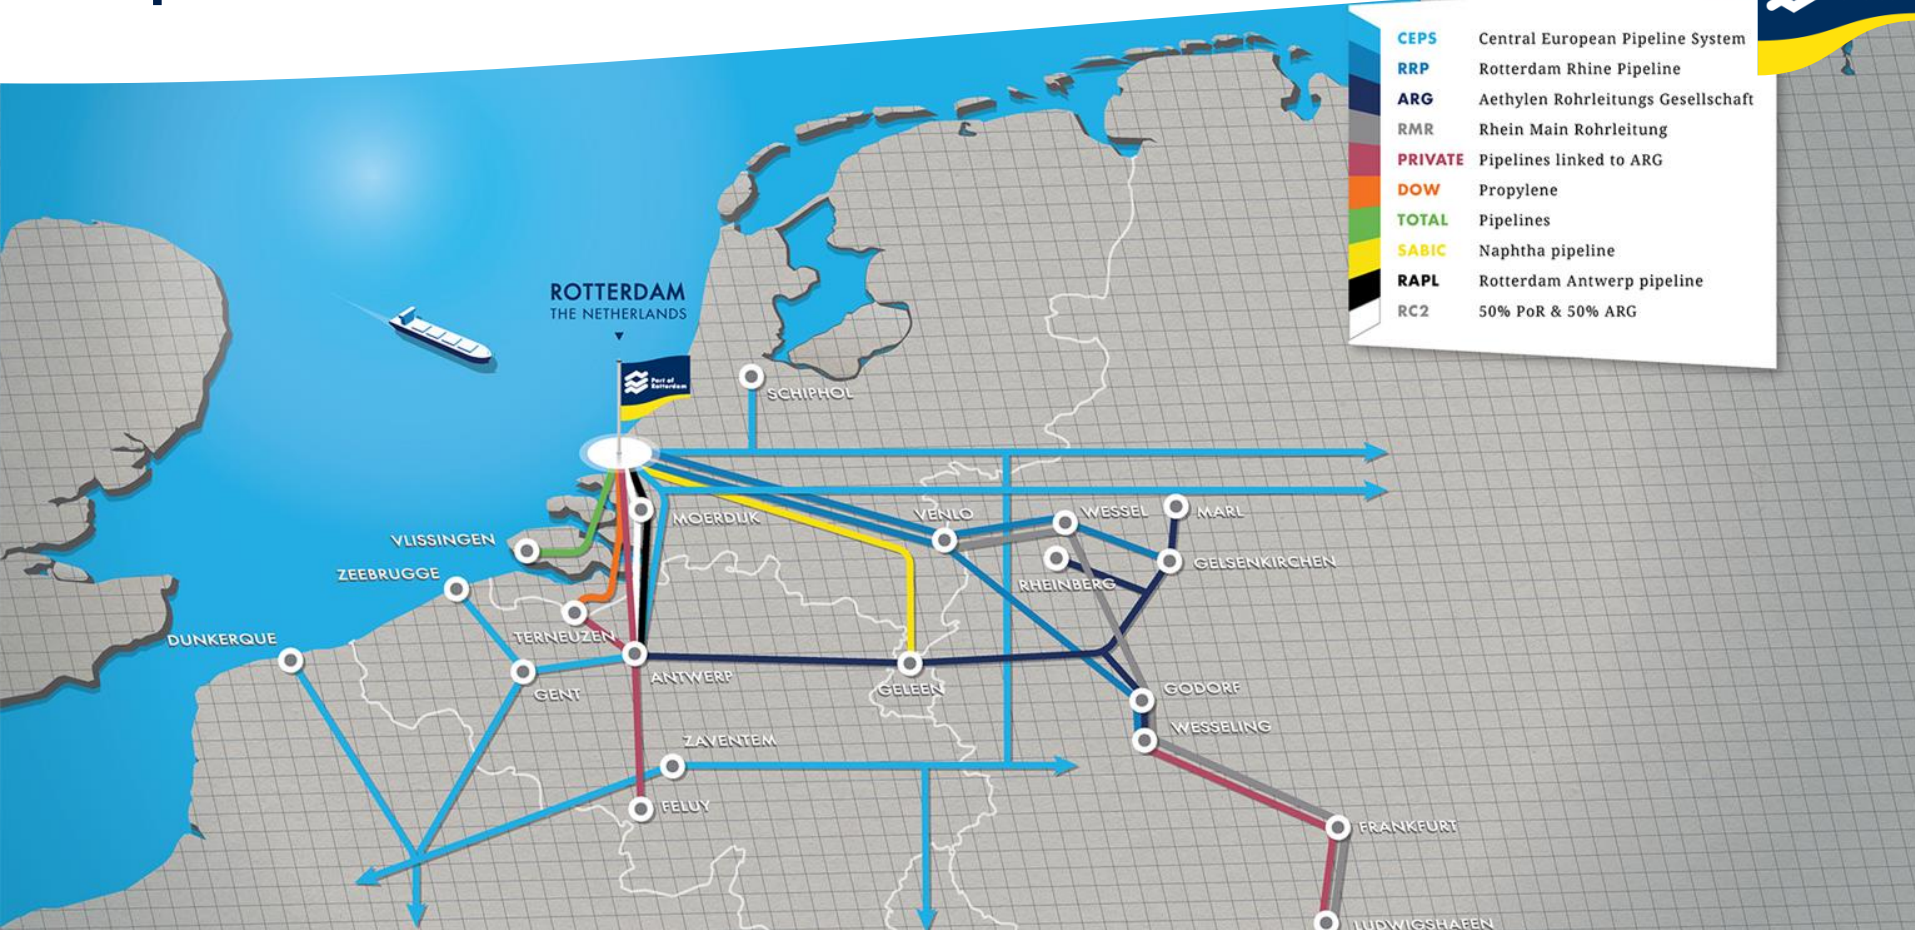 CEPS Central European Pipeline System
RRP Rotterdam Rhine Pipeline
ARG Aethylen Rohrleitungs Gesellschaft
RMR Rhein Main Rohrleitung
PRIVATE Pipelines linked to ARG
DOW Propylene
TOTAL Pipelines
SABIC Naphtha pipeline
RAPL Rotterdam Antwerp pipeline
RC2 50% PoR & 50% ARG
ROTTERDAM
THE NETHERLANDS
Port of
Rotterdam
SCHIPHOL
MOERDIJK
VENLO
WESSEL
MARL
VLISSINGEN
GELSENKIRCHEN
ZEEBRUGGE
RHEINBERG
DUNKERQUE
TERNEUZEN
ANTWERP
GENT
GELEEN
GODORF
WESSELING
ZAVENTEM
FELUY
FRANKFURT
LUDWIGSHAFEN